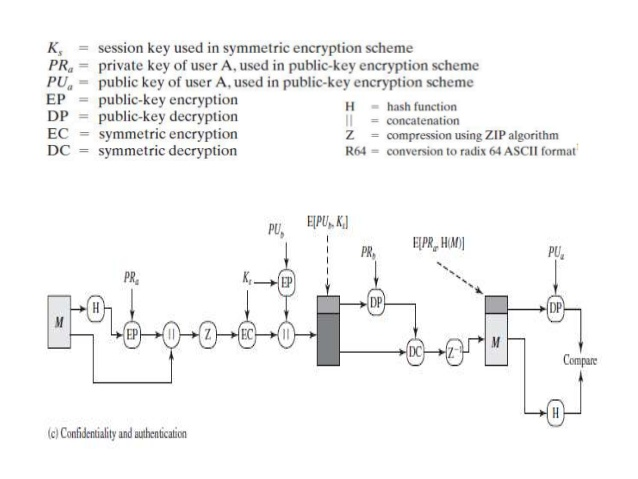 Kₛ = session key used in symmetric encryption scheme
PRₐ = private key of user A, used in public-key encryption scheme
PUₐ = public key of user A, used in public-key encryption scheme
EP = public-key encryption
DP = public-key decryption
EC = symmetric encryption
DC = symmetric decryption
H = hash function
|| = concatenation
Z = compression using ZIP algorithm
R64 = conversion to radix 64 ASCII format
PU_b
E[PU_b, Kₛ]
PR_b
E[PRₐ, H(M)]
PUₐ
PRₐ
Kₛ
EP
M
H
EP
||
Z
EC
||
DP
DC
Z⁻¹
M
DP
Compare
H
(c) Confidentiality and authentication